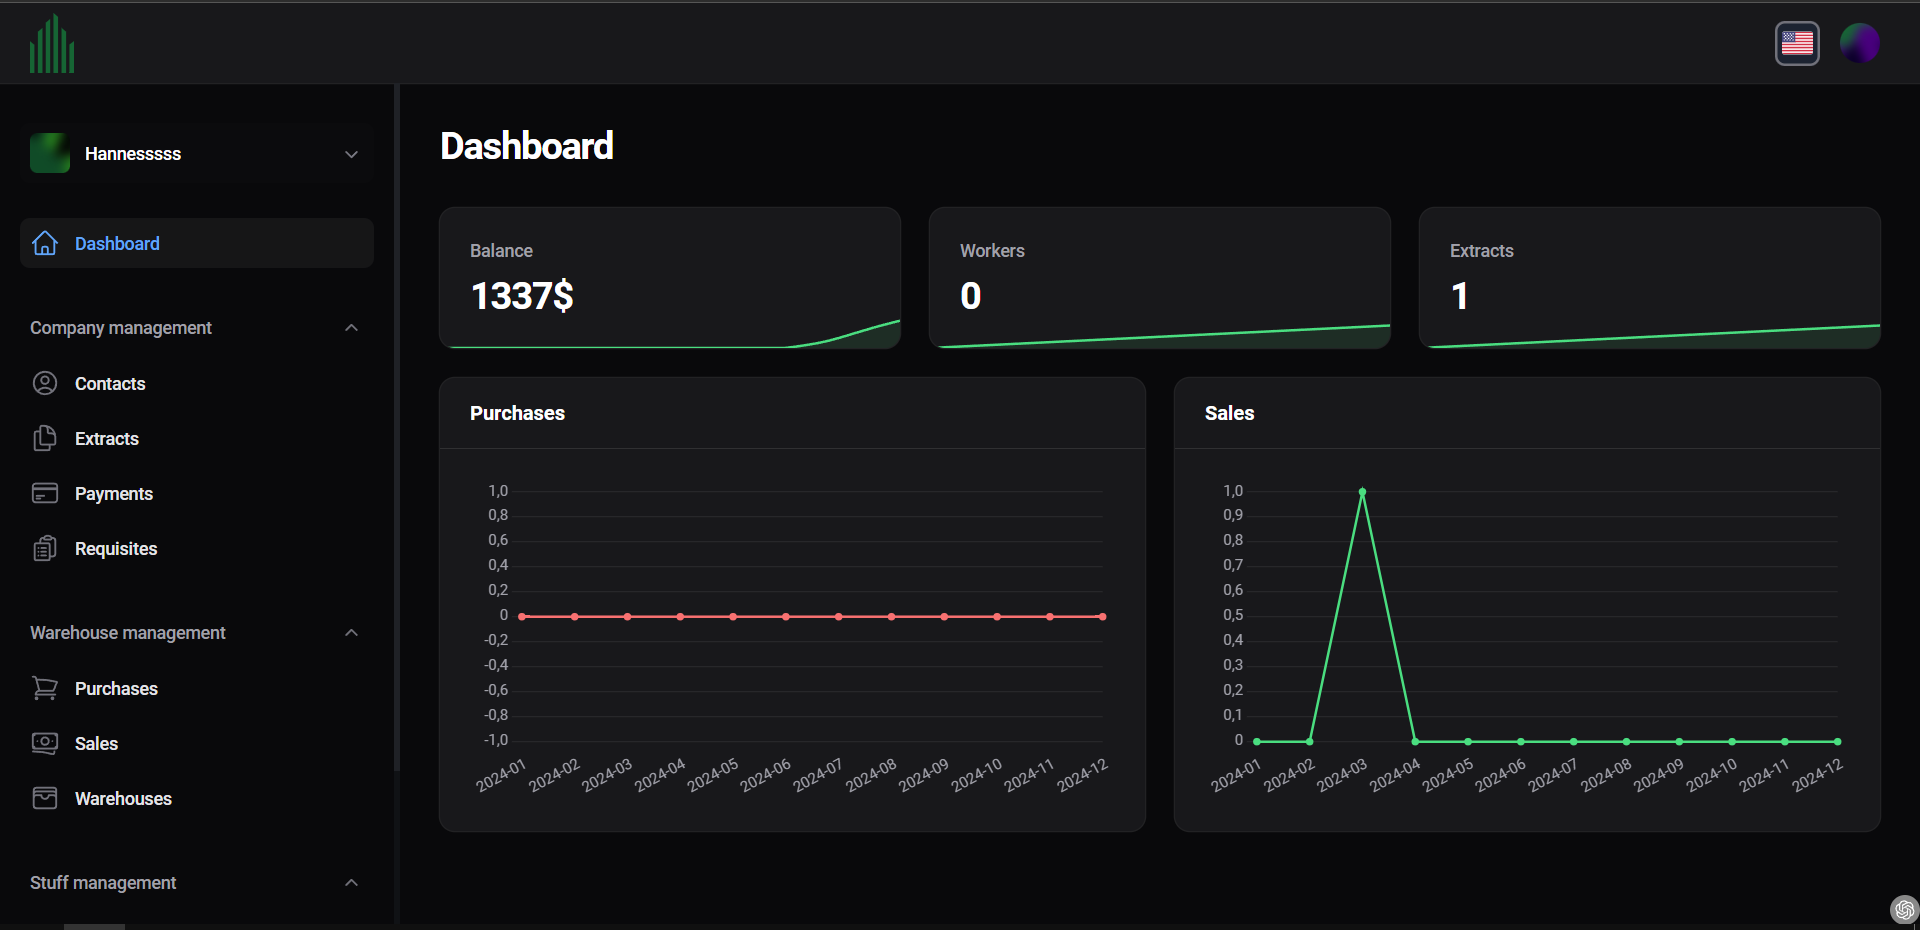 Hannesssss
Dashboard
Company management
Contacts
Extracts
Payments
Requisites
Warehouse management
Purchases
Sales
Warehouses
Stuff management
Dashboard
Balance
1337$
Workers
0
Extracts
1
Purchases
1,0
0,8
0,6
0,4
0,2
0
-0,2
-0,4
-0,6
-0,8
-1,0
2024-01 2024-02 2024-03 2024-04 2024-05 2024-06 2024-07 2024-08 2024-09 2024-10 2024-11 2024-12
Sales
1,0
0,9
0,8
0,7
0,6
0,5
0,4
0,3
0,2
0,1
0
2024-01 2024-02 2024-03 2024-04 2024-05 2024-06 2024-07 2024-08 2024-09 2024-10 2024-11 2024-12